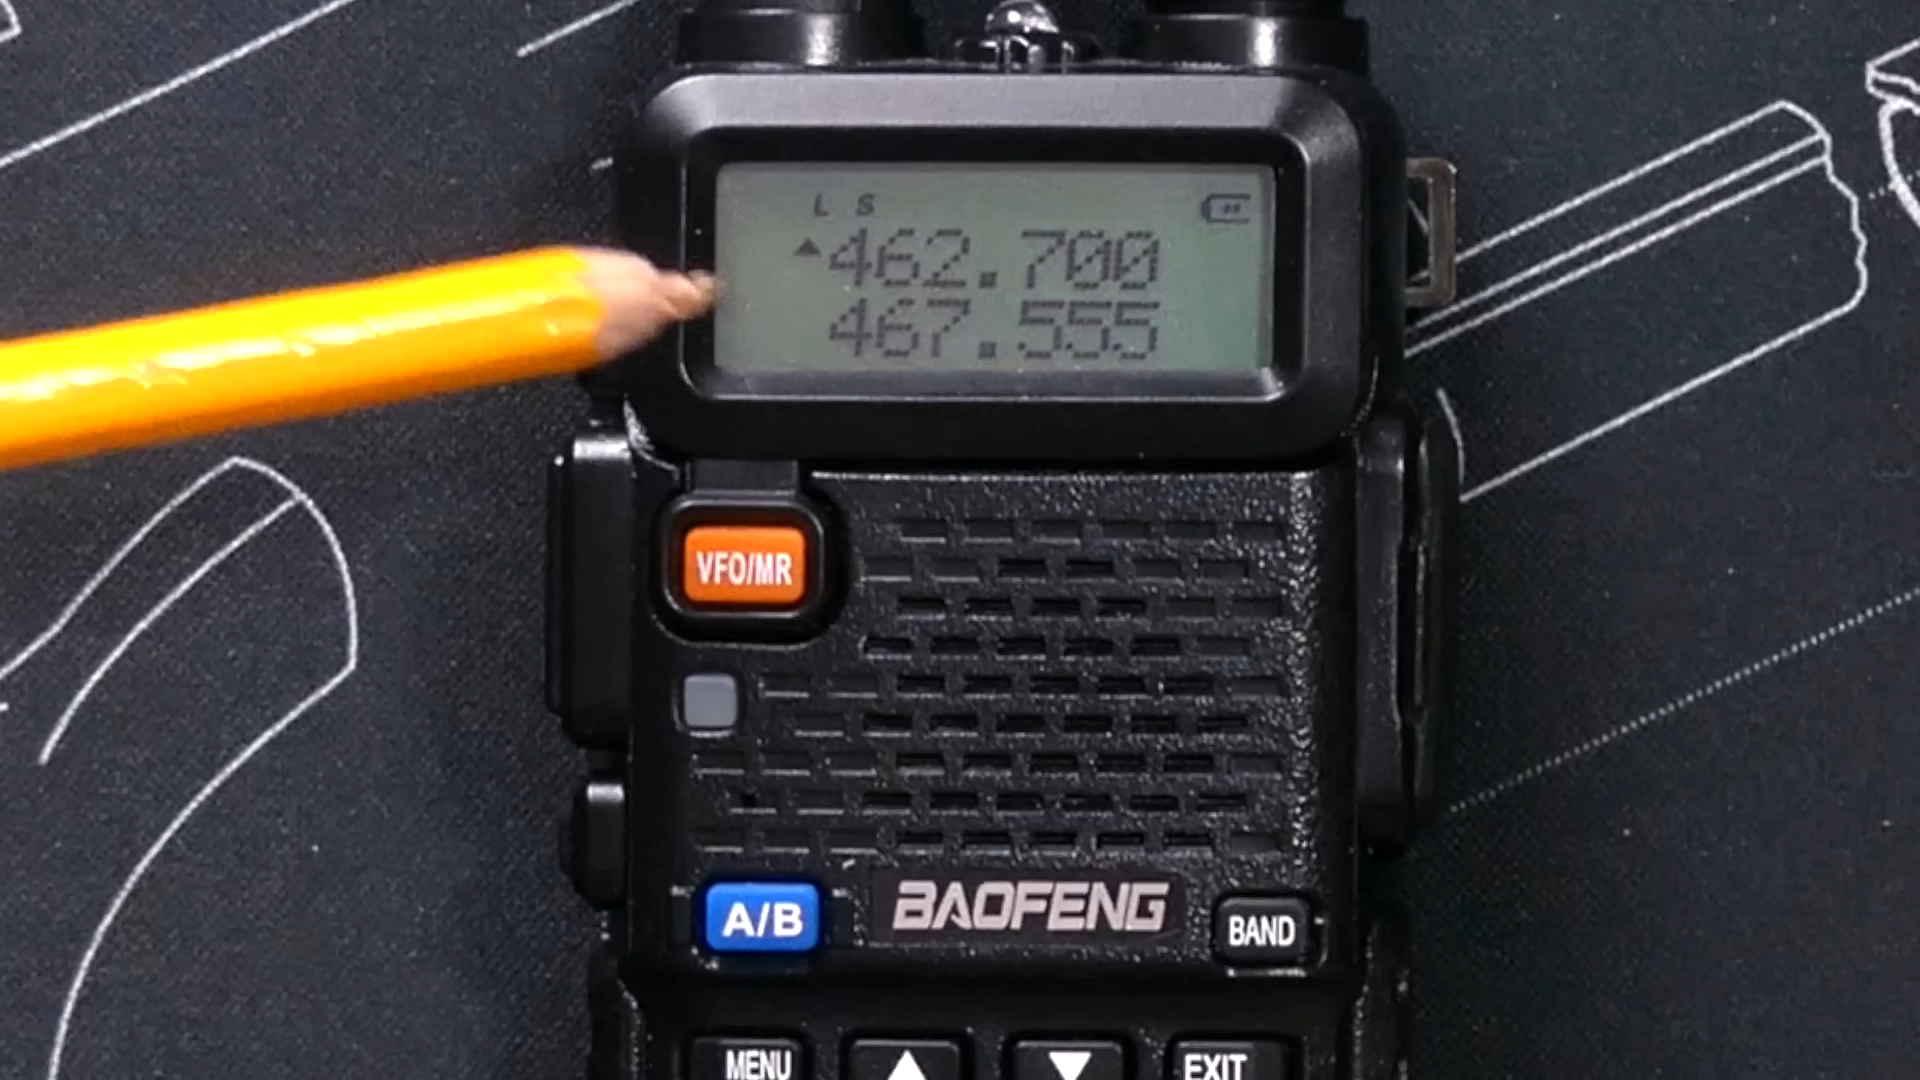 L S
462.700
467.555
VFO/MR
A/B
BAOFENG
BAND
MENU
EXIT